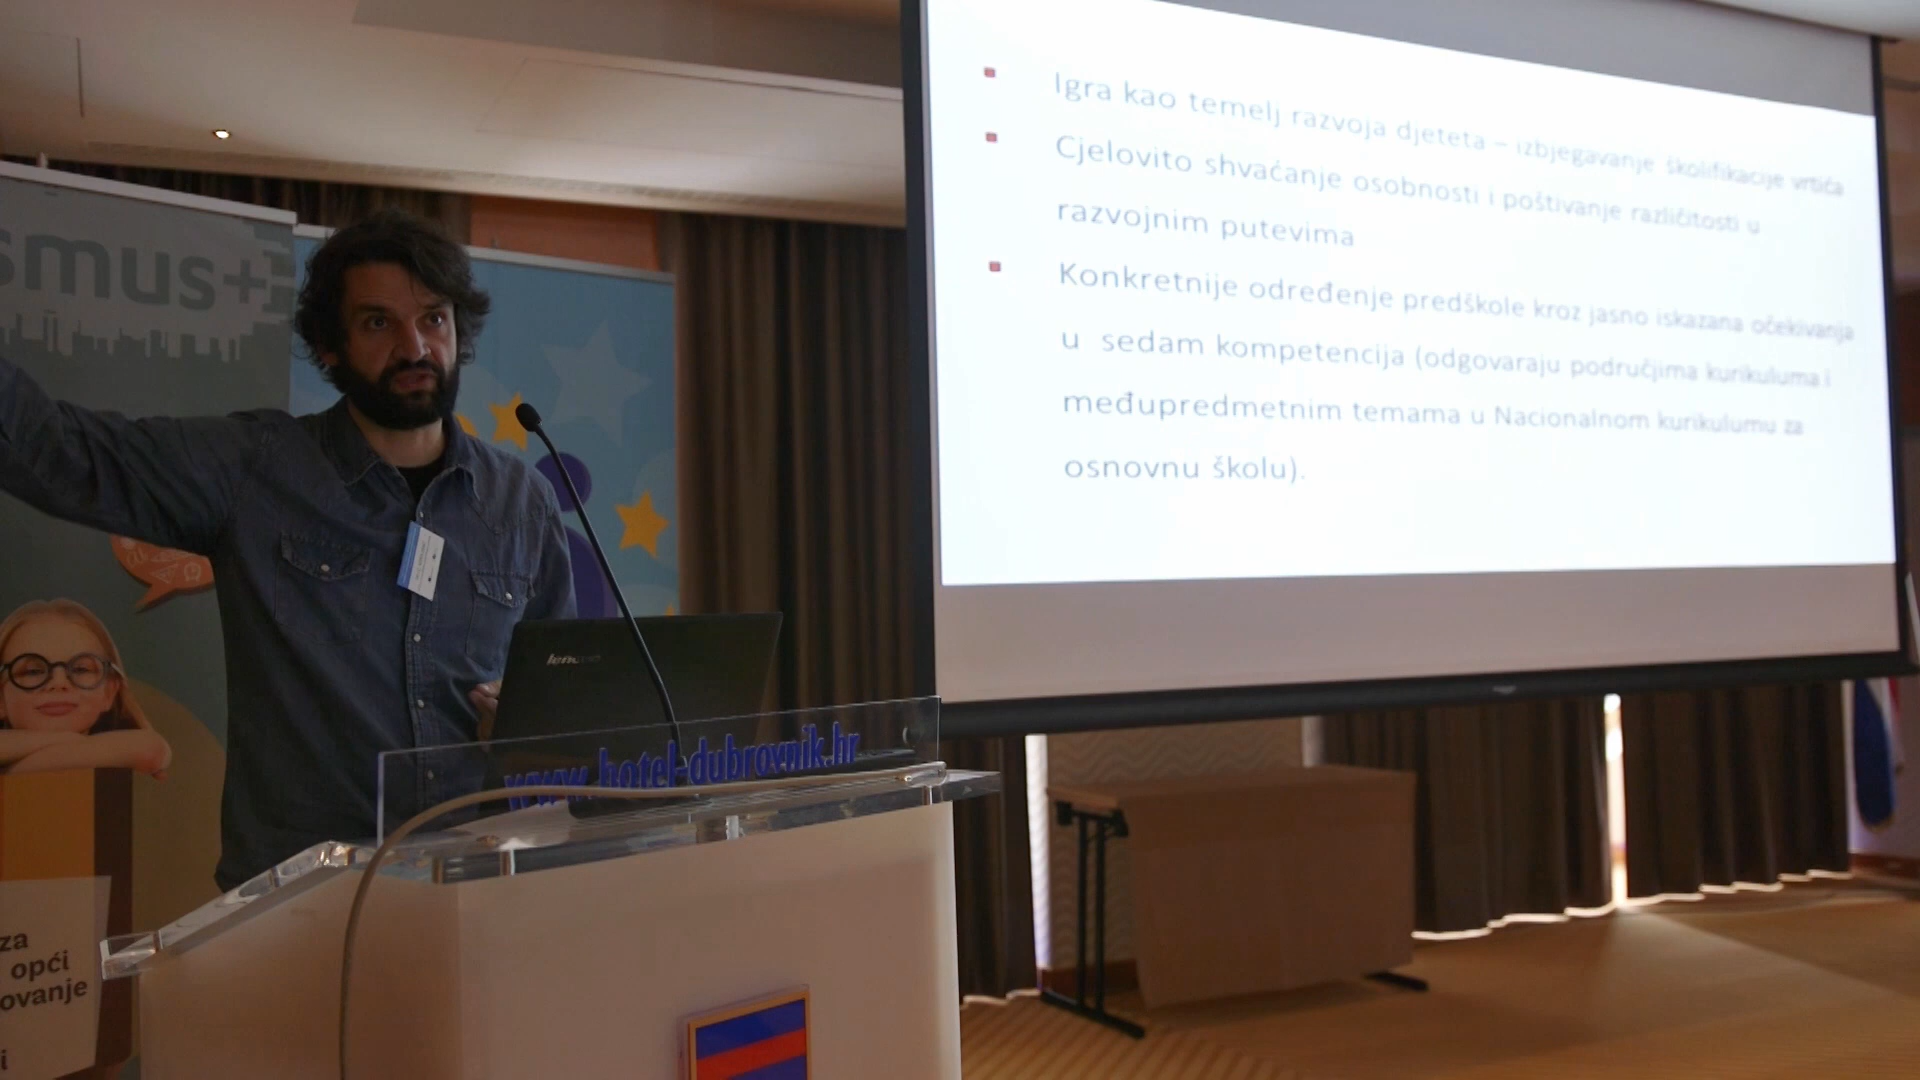 Igra kao temelj razvoja djeteta – izbjegavanje školifikacije vrtića
Cjelovito shvaćanje osobnosti i poštivanje različitosti u
razvojnim putevima
Konkretnije određenje predškole kroz jasno iskazana očekivanja
u sedam kompetencija (odgovaraju područjima kurikuluma i
međupredmetnim temama u Nacionalnom kurikulumu za
osnovnu školu).
smus+
lenovo
www.hotel-dubrovnik.hr
za
opći
ovanje
i